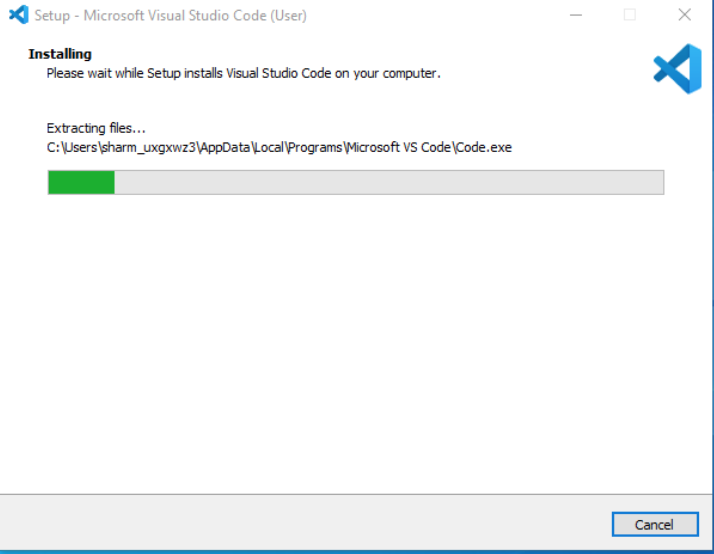 Setup - Microsoft Visual Studio Code (User)
Installing
Please wait while Setup installs Visual Studio Code on your computer.
Extracting files...
C:\Users\sharm_uxgxwz3\AppData\Local\Programs\Microsoft VS Code\Code.exe
Cancel